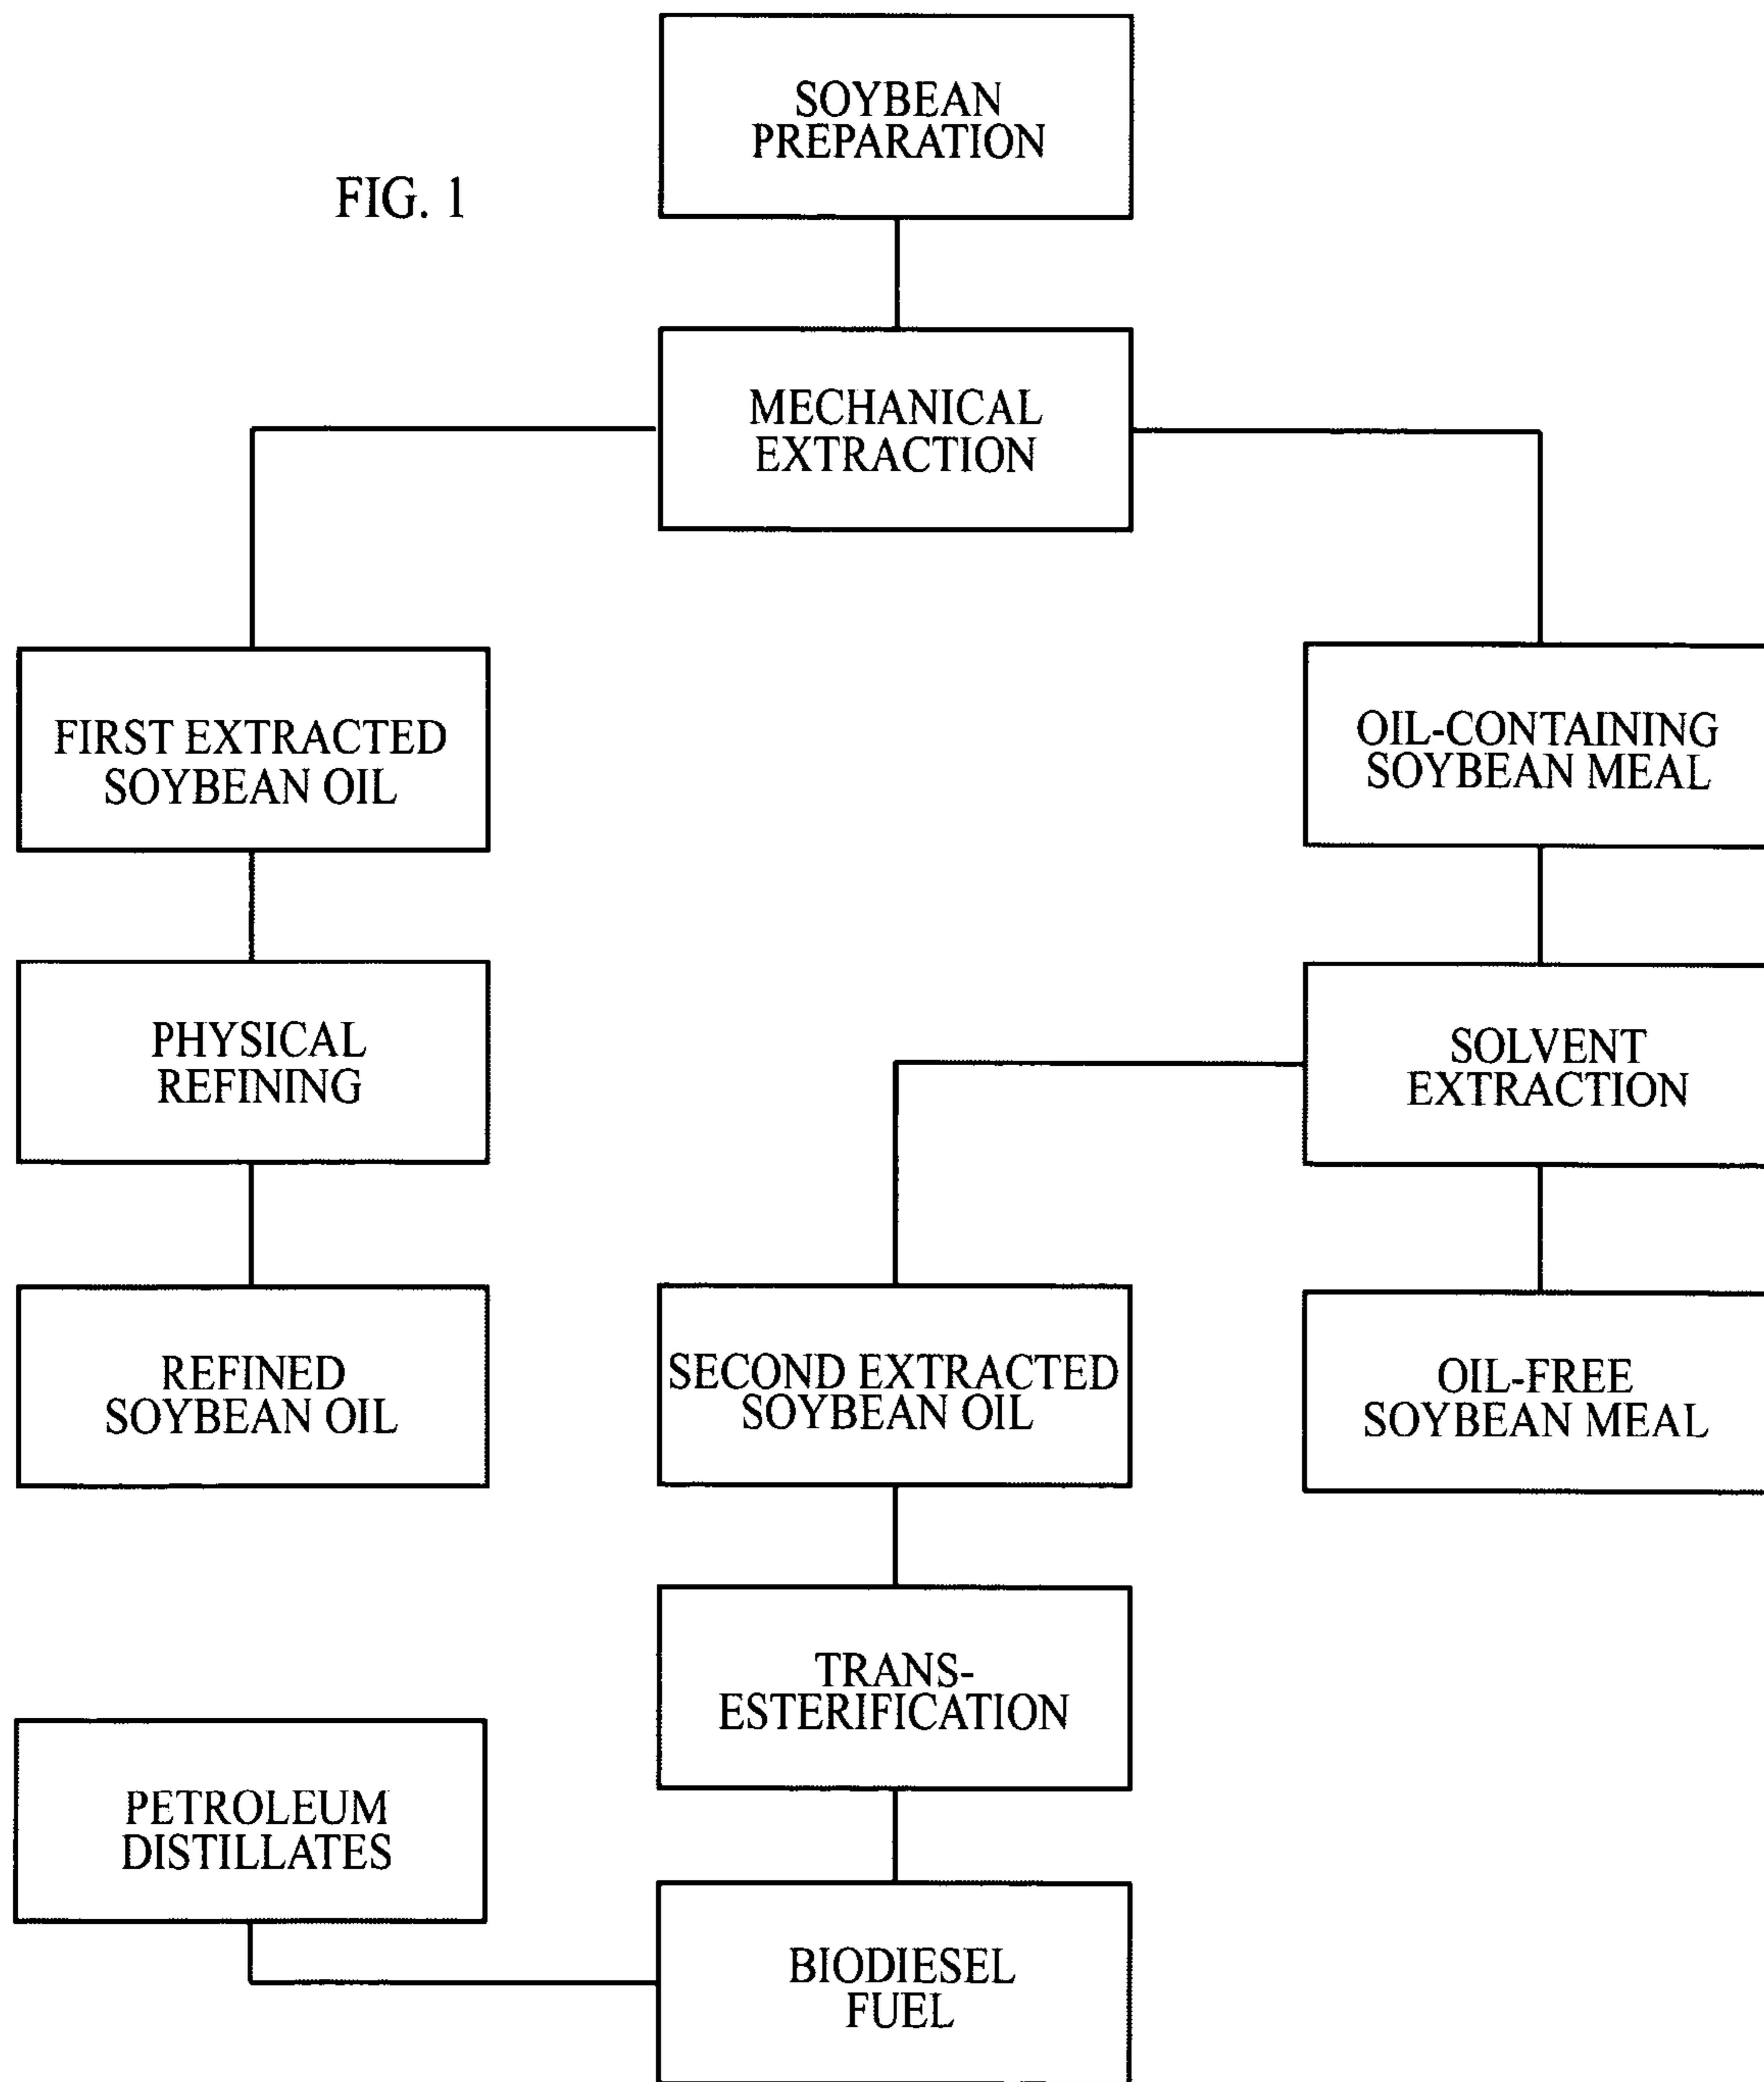 SOYBEAN
PREPARATION
FIG. 1
MECHANICAL
EXTRACTION
FIRST EXTRACTED
SOYBEAN OIL
OIL-CONTAINING
SOYBEAN MEAL
PHYSICAL
REFINING
SOLVENT
EXTRACTION
REFINED
SOYBEAN OIL
SECOND EXTRACTED
SOYBEAN OIL
OIL-FREE
SOYBEAN MEAL
TRANS-
ESTERIFICATION
PETROLEUM
DISTILLATES
BIODIESEL
FUEL